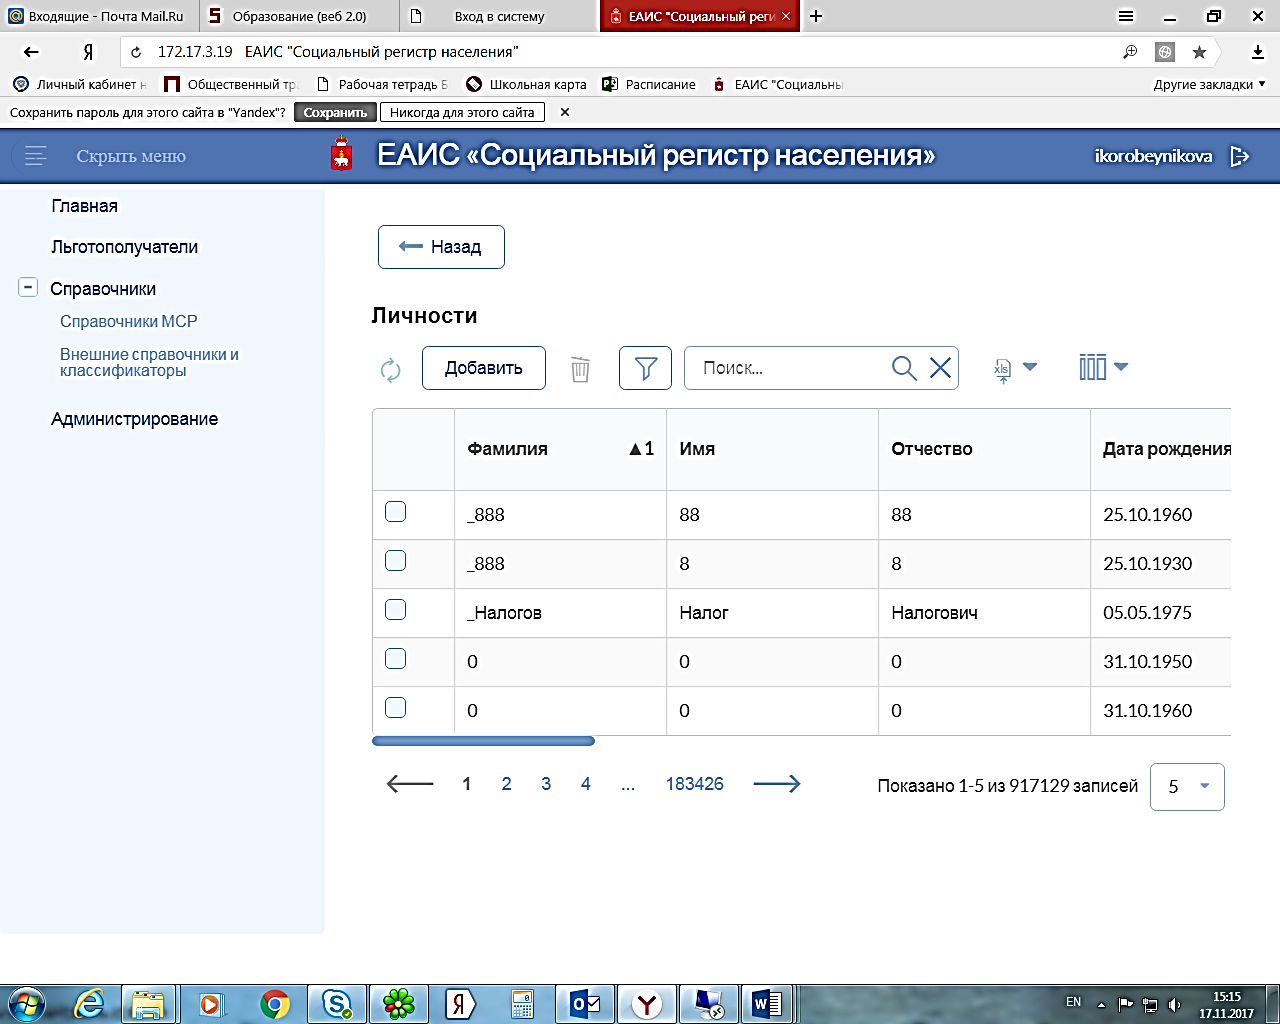 Входящие - Почта Mail.Ru
Образование (веб 2.0)
Вход в систему
ЕАИС "Социальный реги
Я
172.17.3.19 ЕАИС "Социальный регистр населения"
Личный кабинет н
Общественный тра
Рабочая тетрадь Б
Школьная карта
Расписание
ЕАИС "Социальны
Другие закладки
Сохранить пароль для этого сайта в "Yandex"?
Сохранить
Никогда для этого сайта
Скрыть меню
ЕАИС «Социальный регистр населения»
ikorobeynikova
Главная
Льготополучатели
Справочники
Справочники МСР
Внешние справочники и
классификаторы
Администрирование
Назад
Личности
Добавить
Поиск...
xls
Фамилия ▲1 Имя Отчество Дата рождения
_888 88 88 25.10.1960
_888 8 8 25.10.1930
_Налогов Налог Налогович 05.05.1975
0 0 0 31.10.1950
0 0 0 31.10.1960
1 2 3 4 ... 183426
Показано 1-5 из 917129 записей 5
EN
15:15
17.11.2017